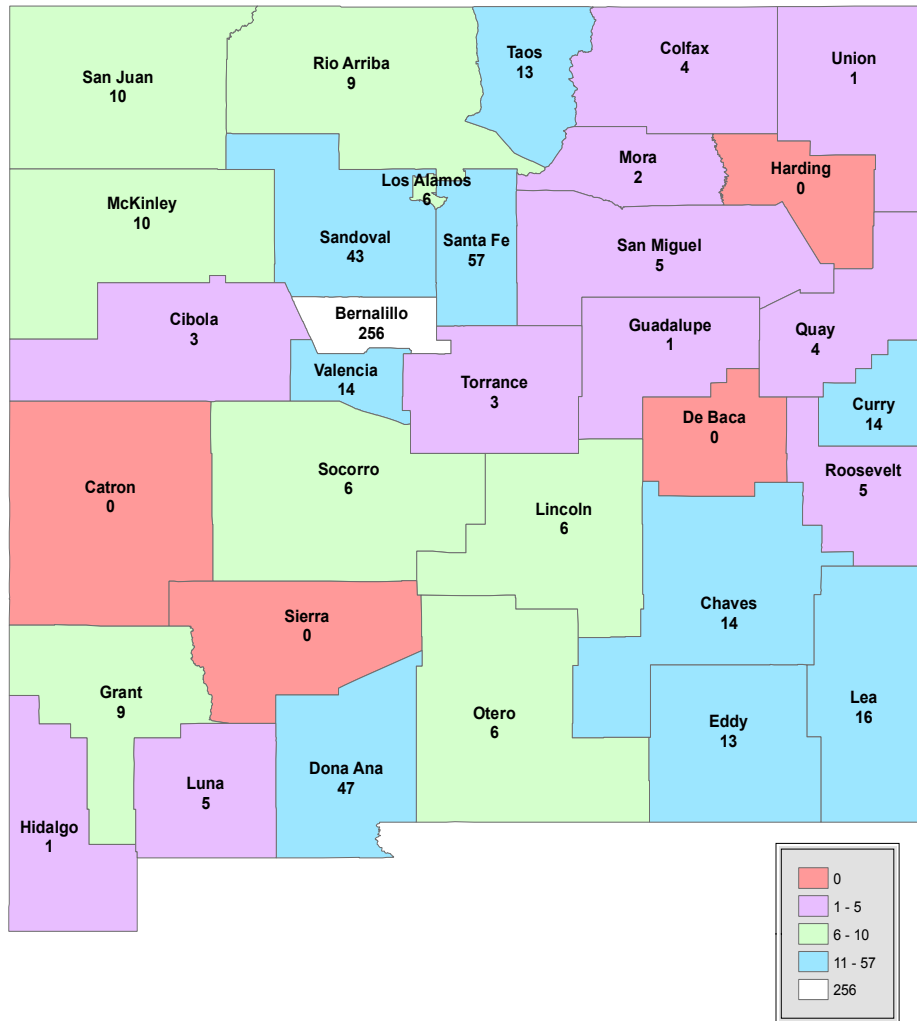 Taos
13
Colfax
4
Union
1
San Juan
10
Rio Arriba
9
Mora
2
Harding
0
Los Alamos
6
McKinley
10
Sandoval
43
Santa Fe
57
San Miguel
5
Cibola
3
Bernalillo
256
Guadalupe
1
Quay
4
Valencia
14
Torrance
3
De Baca
0
Curry
14
Catron
0
Socorro
6
Lincoln
6
Roosevelt
5
Sierra
0
Chaves
14
Grant
9
Otero
6
Eddy
13
Lea
16
Luna
5
Dona Ana
47
Hidalgo
1
0
1 - 5
6 - 10
11 - 57
256